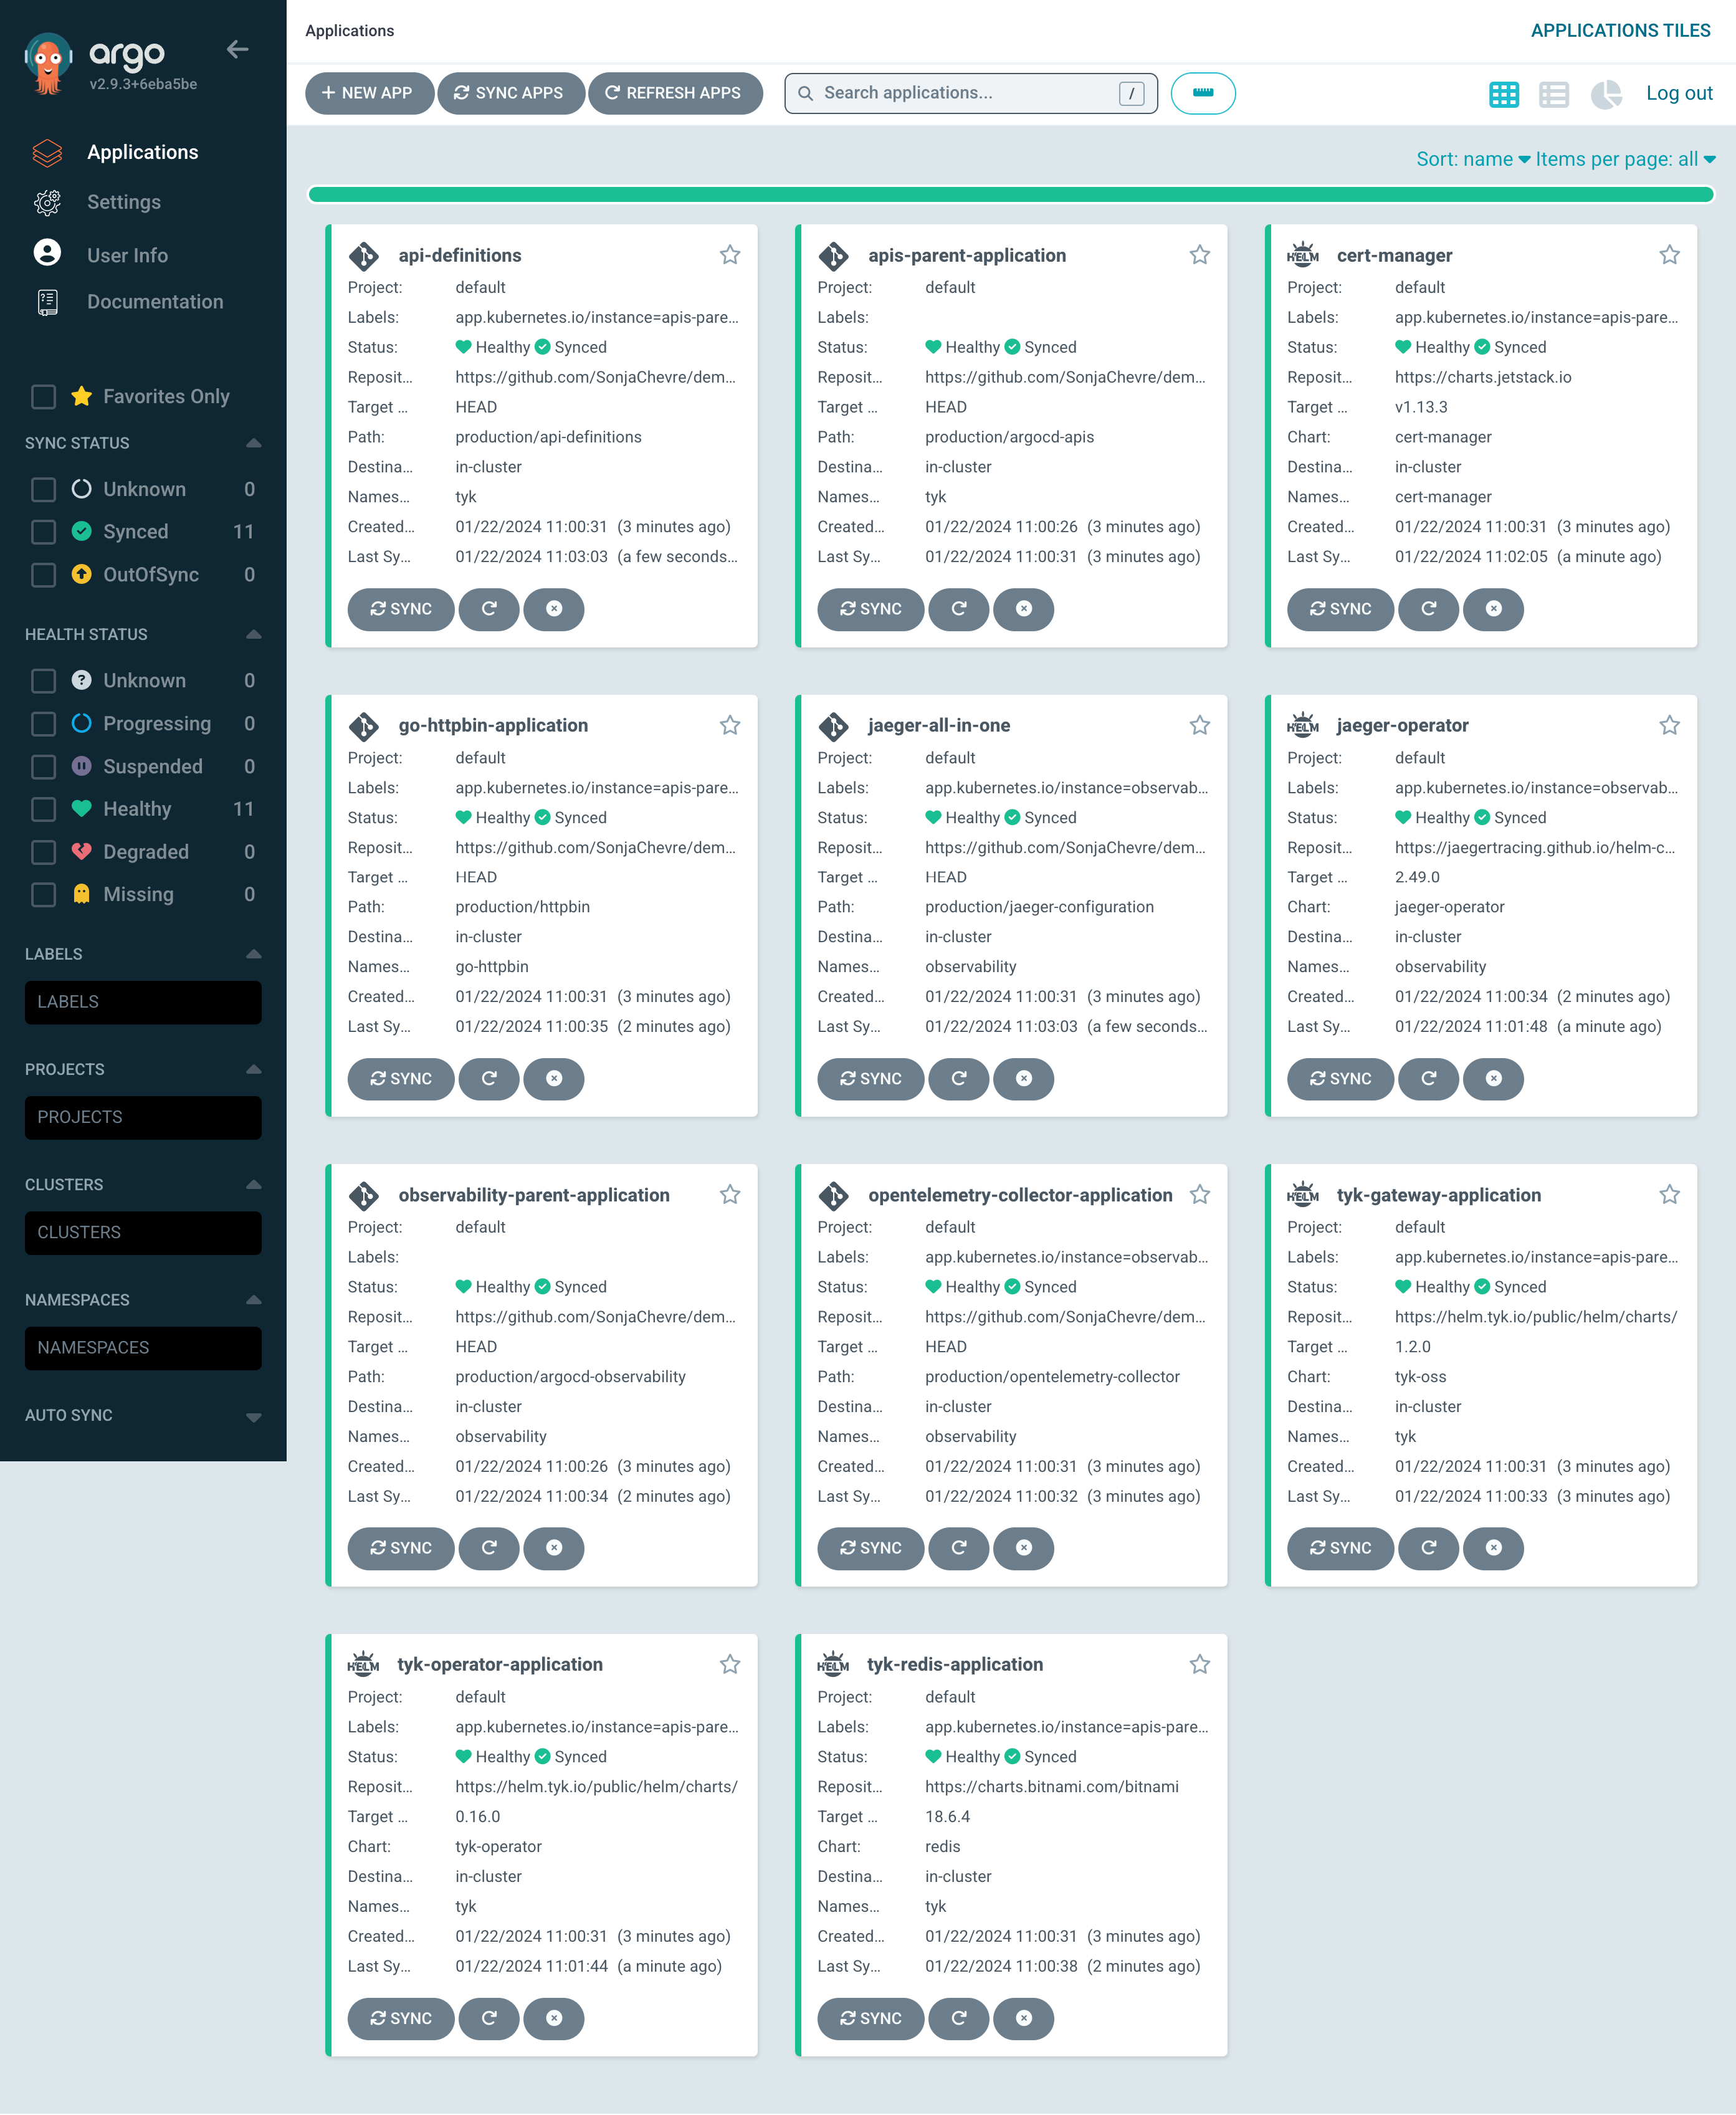 argo
v2.9.3+6eba5be
Applications
Settings
User Info
Documentation
Favorites Only
SYNC STATUS
Unknown 0
Synced 11
OutOfSync 0
HEALTH STATUS
Unknown 0
Progressing 0
Suspended 0
Healthy 11
Degraded 0
Missing 0
LABELS
LABELS
PROJECTS
PROJECTS
CLUSTERS
CLUSTERS
NAMESPACES
NAMESPACES
AUTO SYNC
Applications
APPLICATIONS TILES
NEW APP
SYNC APPS
REFRESH APPS
Search applications...
/
Log out
Sort: name Items per page: all
api-definitions
Project: default
Labels: app.kubernetes.io/instance=apis-pare...
Status: Healthy Synced
Reposit... https://github.com/SonjaChevre/dem...
Target ... HEAD
Path: production/api-definitions
Destina... in-cluster
Names... tyk
Created... 01/22/2024 11:00:31 (3 minutes ago)
Last Sy... 01/22/2024 11:03:03 (a few seconds...
SYNC
apis-parent-application
Project: default
Labels:
Status: Healthy Synced
Reposit... https://github.com/SonjaChevre/dem...
Target ... HEAD
Path: production/argocd-apis
Destina... in-cluster
Names... tyk
Created... 01/22/2024 11:00:26 (3 minutes ago)
Last Sy... 01/22/2024 11:00:31 (3 minutes ago)
SYNC
HELM
cert-manager
Project: default
Labels: app.kubernetes.io/instance=apis-pare...
Status: Healthy Synced
Reposit... https://charts.jetstack.io
Target ... v1.13.3
Chart: cert-manager
Destina... in-cluster
Names... cert-manager
Created... 01/22/2024 11:00:31 (3 minutes ago)
Last Sy... 01/22/2024 11:02:05 (a minute ago)
SYNC
go-httpbin-application
Project: default
Labels: app.kubernetes.io/instance=apis-pare...
Status: Healthy Synced
Reposit... https://github.com/SonjaChevre/dem...
Target ... HEAD
Path: production/httpbin
Destina... in-cluster
Names... go-httpbin
Created... 01/22/2024 11:00:31 (3 minutes ago)
Last Sy... 01/22/2024 11:00:35 (2 minutes ago)
SYNC
jaeger-all-in-one
Project: default
Labels: app.kubernetes.io/instance=observab...
Status: Healthy Synced
Reposit... https://github.com/SonjaChevre/dem...
Target ... HEAD
Path: production/jaeger-configuration
Destina... in-cluster
Names... observability
Created... 01/22/2024 11:00:31 (3 minutes ago)
Last Sy... 01/22/2024 11:03:03 (a few seconds...
SYNC
HELM
jaeger-operator
Project: default
Labels: app.kubernetes.io/instance=observab...
Status: Healthy Synced
Reposit... https://jaegertracing.github.io/helm-c...
Target ... 2.49.0
Chart: jaeger-operator
Destina... in-cluster
Names... observability
Created... 01/22/2024 11:00:34 (2 minutes ago)
Last Sy... 01/22/2024 11:01:48 (a minute ago)
SYNC
observability-parent-application
Project: default
Labels:
Status: Healthy Synced
Reposit... https://github.com/SonjaChevre/dem...
Target ... HEAD
Path: production/argocd-observability
Destina... in-cluster
Names... observability
Created... 01/22/2024 11:00:26 (3 minutes ago)
Last Sy... 01/22/2024 11:00:34 (2 minutes ago)
SYNC
opentelemetry-collector-application
Project: default
Labels: app.kubernetes.io/instance=observab...
Status: Healthy Synced
Reposit... https://github.com/SonjaChevre/dem...
Target ... HEAD
Path: production/opentelemetry-collector
Destina... in-cluster
Names... observability
Created... 01/22/2024 11:00:31 (3 minutes ago)
Last Sy... 01/22/2024 11:00:32 (3 minutes ago)
SYNC
HELM
tyk-gateway-application
Project: default
Labels: app.kubernetes.io/instance=apis-pare...
Status: Healthy Synced
Reposit... https://helm.tyk.io/public/helm/charts/
Target ... 1.2.0
Chart: tyk-oss
Destina... in-cluster
Names... tyk
Created... 01/22/2024 11:00:31 (3 minutes ago)
Last Sy... 01/22/2024 11:00:33 (3 minutes ago)
SYNC
HELM
tyk-operator-application
Project: default
Labels: app.kubernetes.io/instance=apis-pare...
Status: Healthy Synced
Reposit... https://helm.tyk.io/public/helm/charts/
Target ... 0.16.0
Chart: tyk-operator
Destina... in-cluster
Names... tyk
Created... 01/22/2024 11:00:31 (3 minutes ago)
Last Sy... 01/22/2024 11:01:44 (a minute ago)
SYNC
HELM
tyk-redis-application
Project: default
Labels: app.kubernetes.io/instance=apis-pare...
Status: Healthy Synced
Reposit... https://charts.bitnami.com/bitnami
Target ... 18.6.4
Chart: redis
Destina... in-cluster
Names... tyk
Created... 01/22/2024 11:00:31 (3 minutes ago)
Last Sy... 01/22/2024 11:00:38 (2 minutes ago)
SYNC